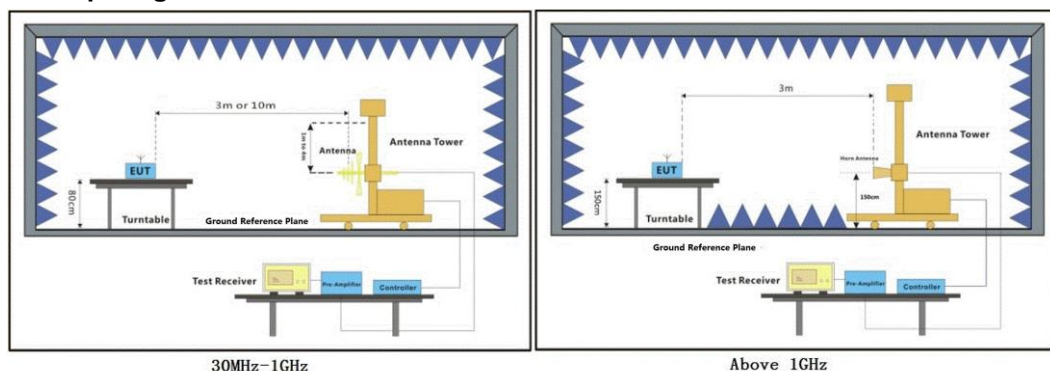 3m or 10m
1m to 4m
Antenna
Antenna Tower
EUT
80cm
Turntable
Ground Reference Plane
Test Receiver
Pre-Amplifier
Controller
30MHz-1GHz
3m
Antenna Tower
Horn Antenna
EUT
150cm
150cm
Turntable
Ground Reference Plane
Test Receiver
Pre-Amplifier
Controller
Above 1GHz